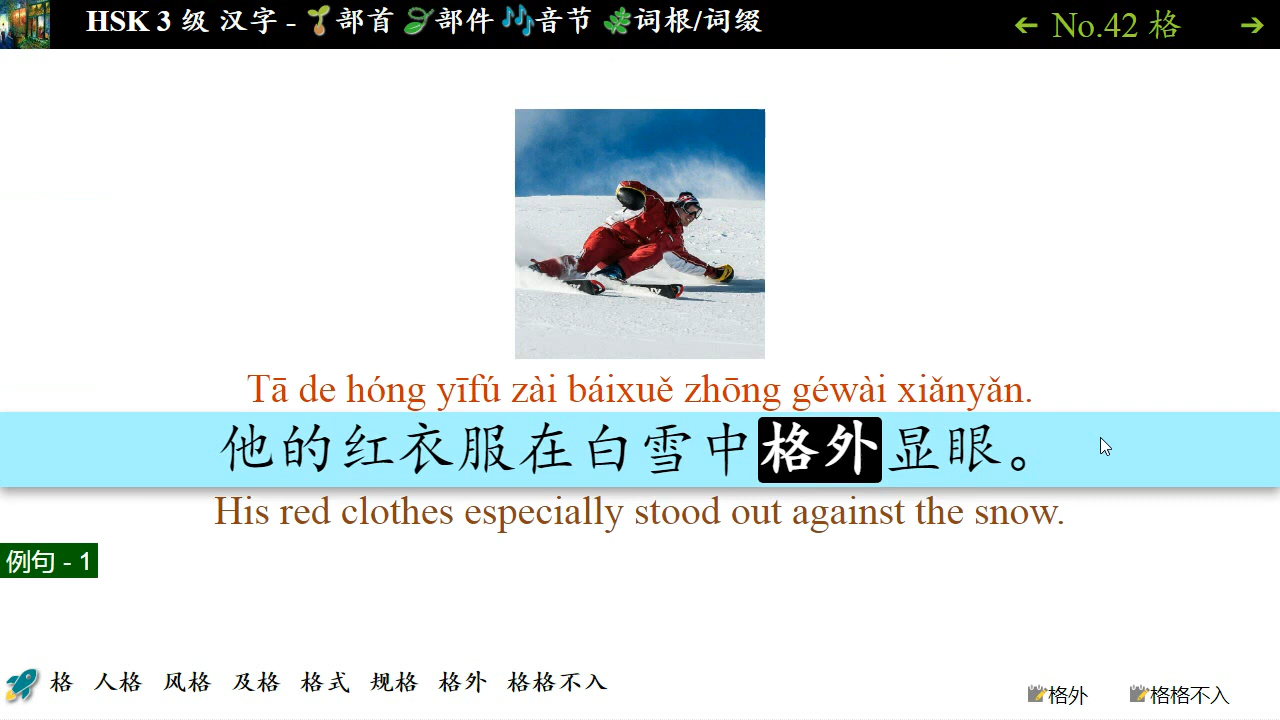 HSK 3 级 汉字 - 部首 部件 音节 词根/词缀
← No.42 格 →
Tā de hóng yīfú zài báixuě zhōng géwài xiǎnyǎn.
他的红衣服在白雪中格外显眼。
His red clothes especially stood out against the snow.
例句 - 1
格 人格 风格 及格 格式 规格 格外 格格不入
格外 格格不入